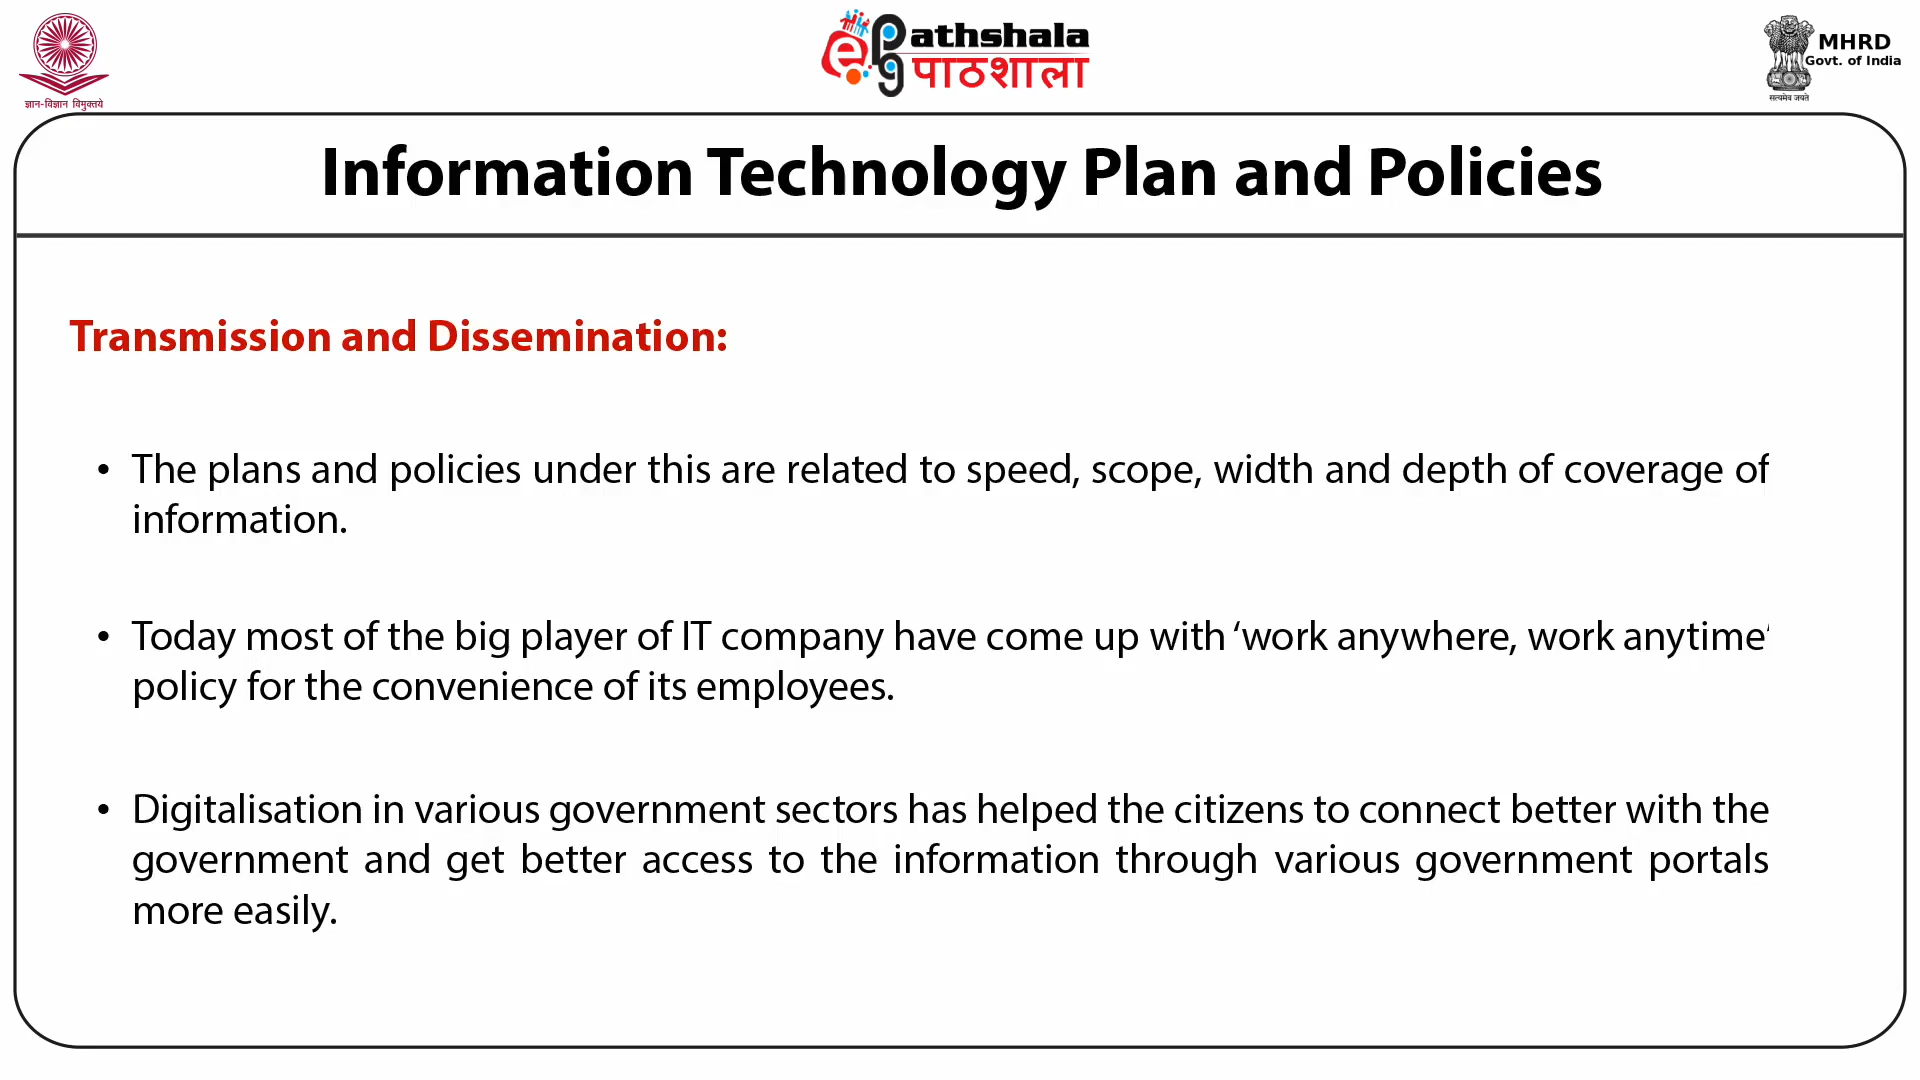 ज्ञान-विज्ञान विमुक्तये
ePathshala
पाठशाला
MHRD
Govt. of India
सत्यमेव जयते
Information Technology Plan and Policies
Transmission and Dissemination:
• The plans and policies under this are related to speed, scope, width and depth of coverage of
information.
• Today most of the big player of IT company have come up with ‘work anywhere, work anytime’
policy for the convenience of its employees.
• Digitalisation in various government sectors has helped the citizens to connect better with the
government and get better access to the information through various government portals
more easily.